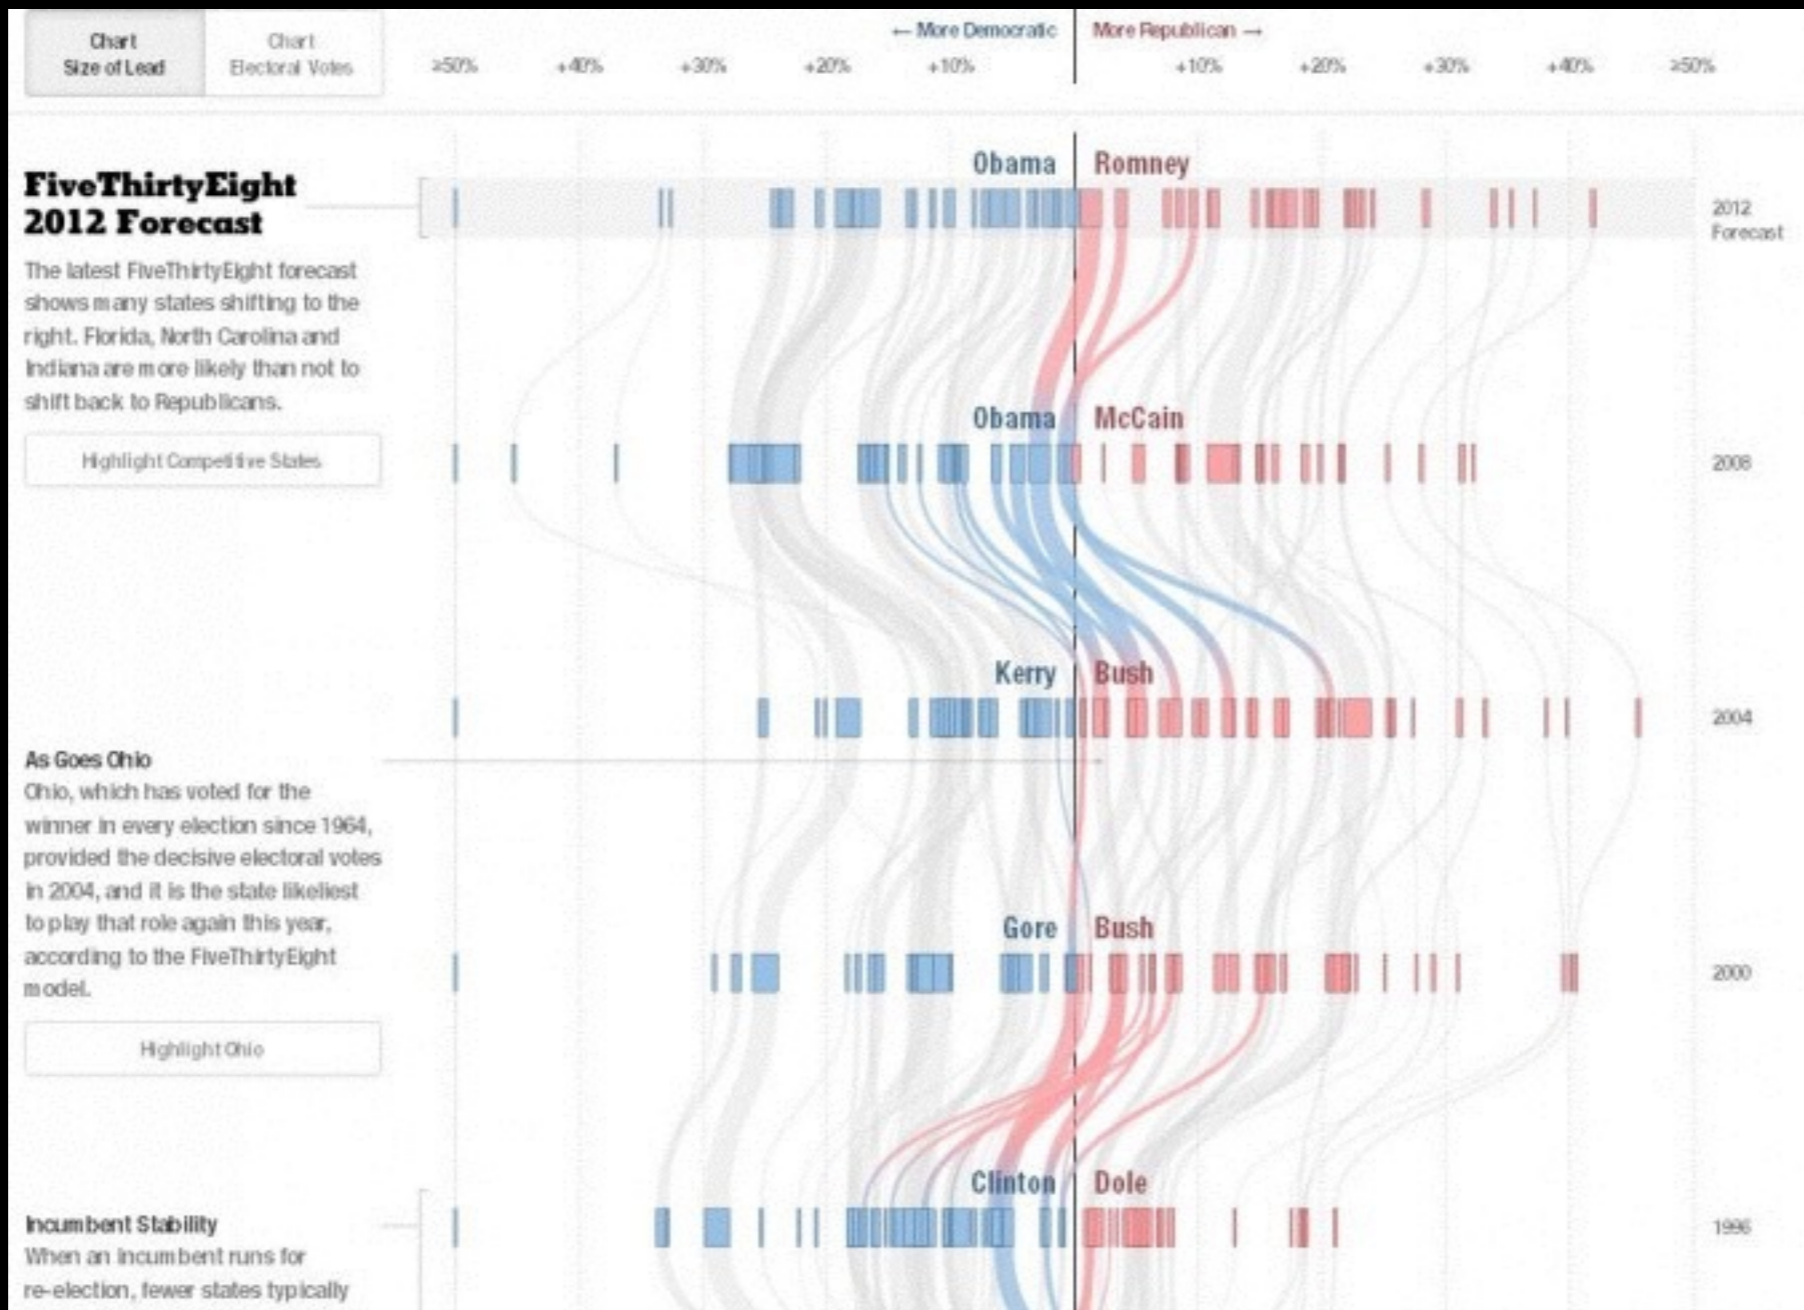 Chart
Size of Lead
Chart
Electoral Votes
← More Democratic
More Republican →
≥50%
+40%
+30%
+20%
+10%
+10%
+20%
+30%
+40%
≥50%
FiveThirtyEight
2012 Forecast
The latest FiveThirtyEight forecast
shows many states shifting to the
right. Florida, North Carolina and
Indiana are more likely than not to
shift back to Republicans.
Highlight Competitive States
Obama
Romney
2012
Forecast
Obama
McCain
2008
Kerry
Bush
2004
As Goes Ohio
Ohio, which has voted for the
winner in every election since 1964,
provided the decisive electoral votes
in 2004, and it is the state likeliest
to play that role again this year,
according to the FiveThirtyEight
model.
Highlight Ohio
Gore
Bush
2000
Clinton
Dole
1996
Incumbent Stability
When an incumbent runs for
re-election, fewer states typically